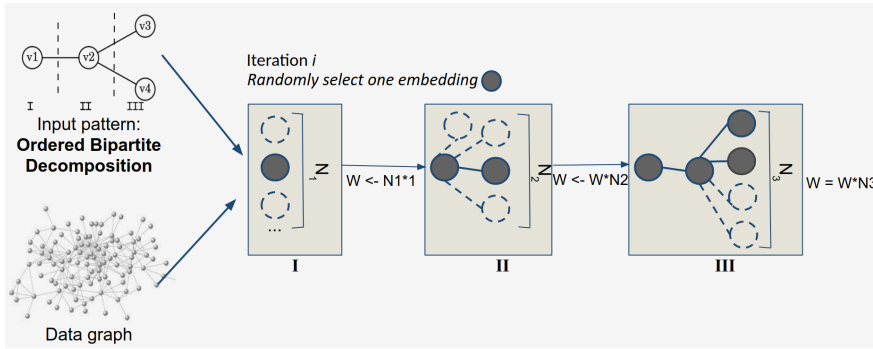 v1
v2
v3
v4
I
II
III
Input pattern:
Ordered Bipartite
Decomposition
Data graph
Iteration i
Randomly select one embedding
N1
...
I
W <- N1*1
N2
II
W <- W*N2
N3
III
W = W*N3